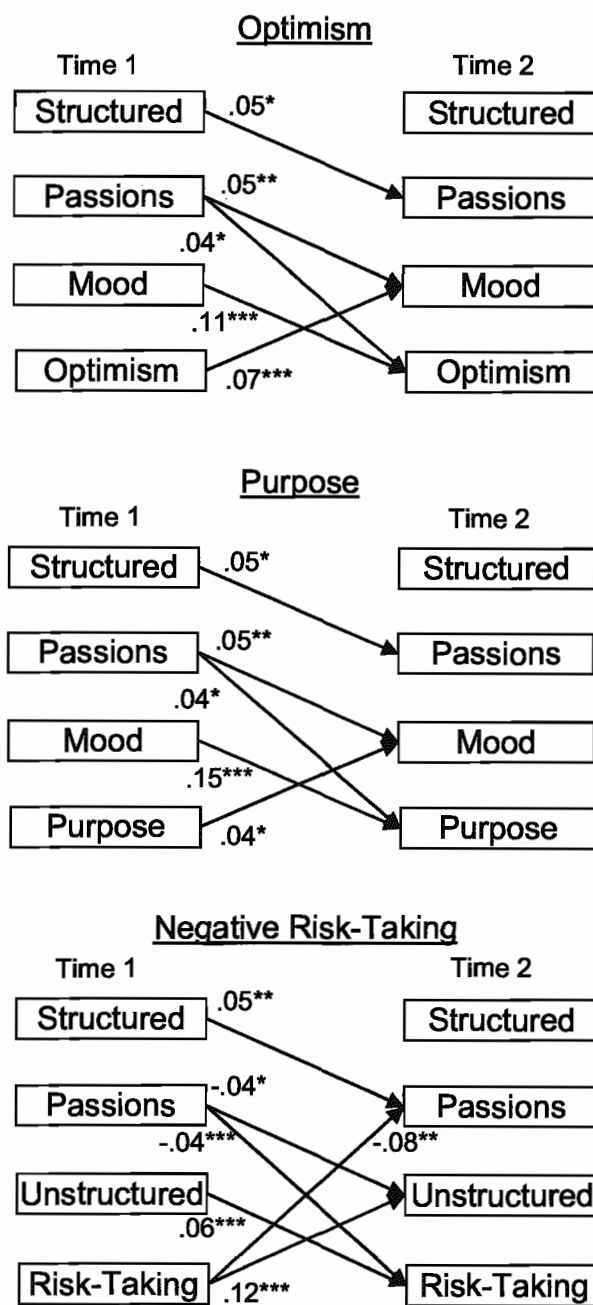 Optimism
Time 1 Time 2
Structured .05* Structured
Passions .05** Passions
.04*
Mood Mood
.11***
Optimism .07*** Optimism
Purpose
Time 1 Time 2
Structured .05* Structured
Passions .05** Passions
.04*
Mood Mood
.15***
Purpose .04* Purpose
Negative Risk-Taking
Time 1 Time 2
Structured .05** Structured
Passions -.04* Passions
-.04*** -.08**
Unstructured Unstructured
.06***
Risk-Taking .12*** Risk-Taking